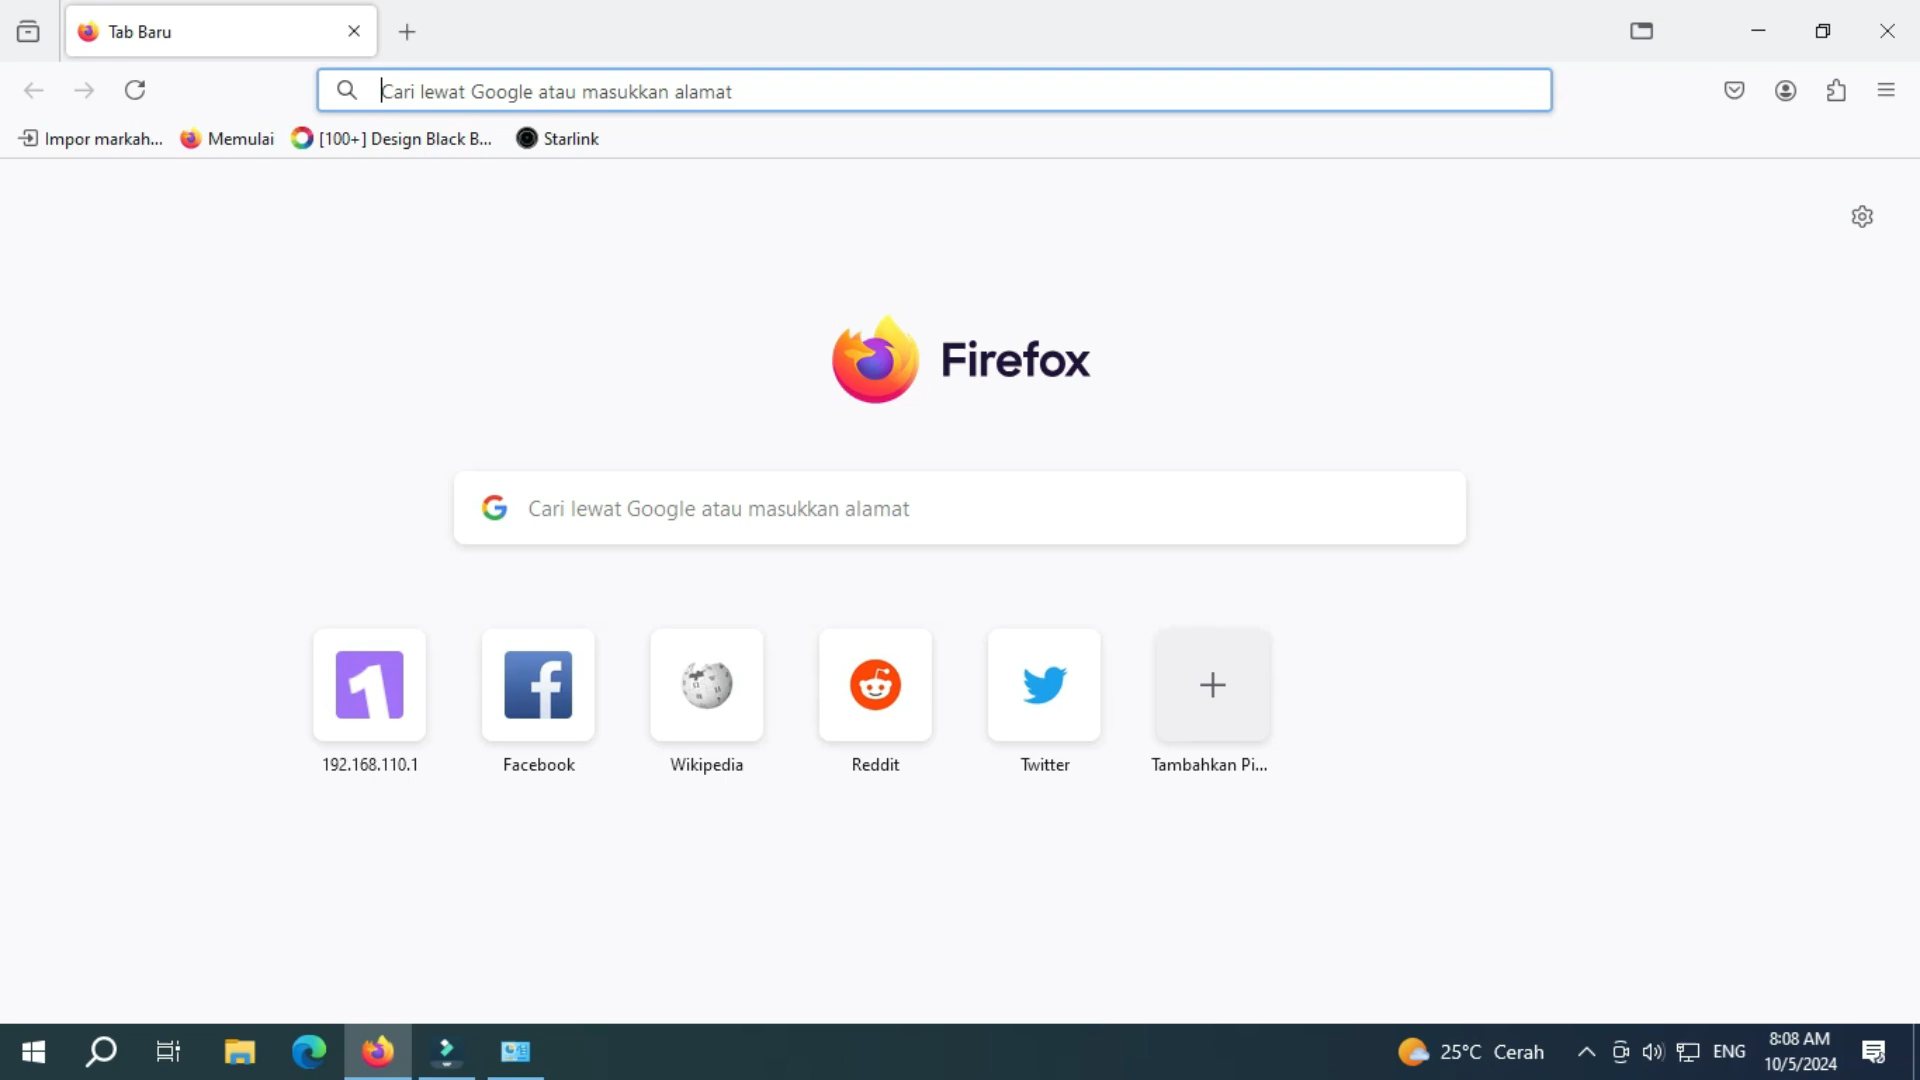 Tab Baru
Cari lewat Google atau masukkan alamat
Impor markah...
Memulai
[100+] Design Black B...
Starlink
Firefox
Cari lewat Google atau masukkan alamat
192.168.110.1
Facebook
Wikipedia
Reddit
Twitter
Tambahkan Pi...
25°C Cerah
ENG
8:08 AM
10/5/2024